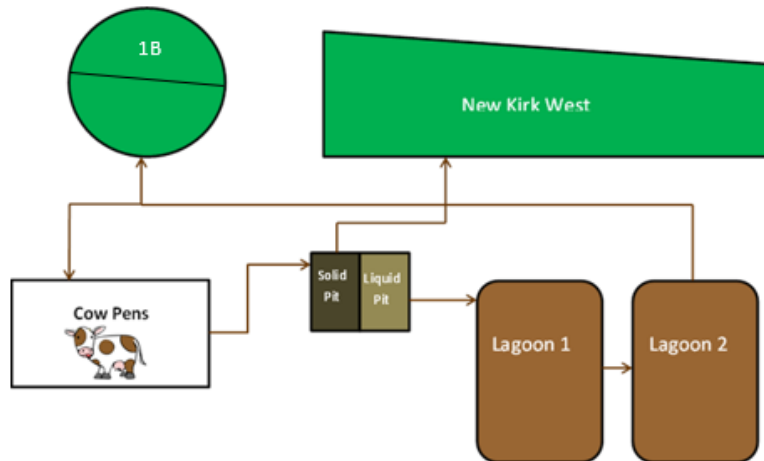 1B
New Kirk West
Solid
Pit
Liquid
Pit
Cow Pens
Lagoon 1
Lagoon 2